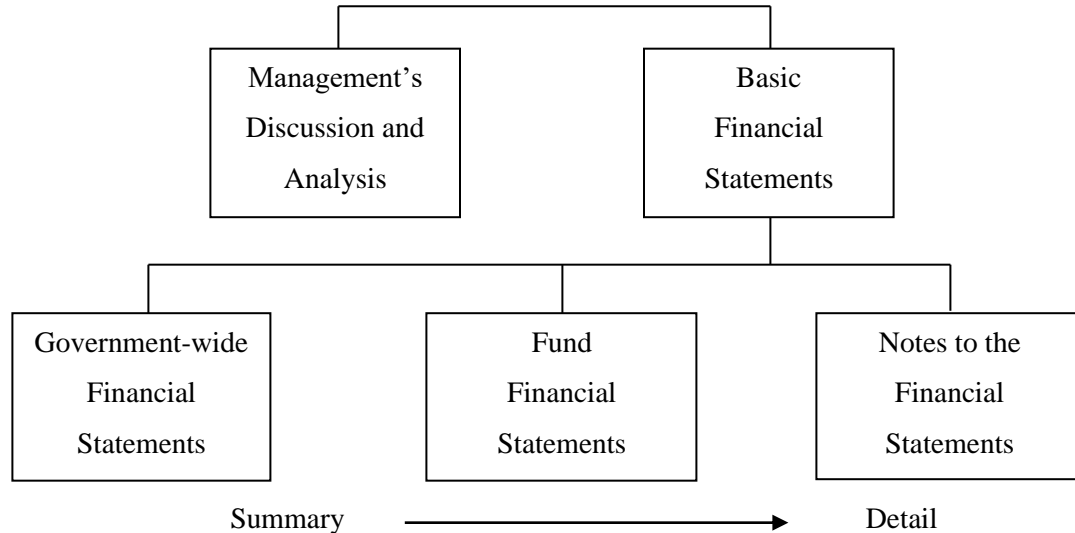 Management’s
Discussion and
Analysis
Basic
Financial
Statements
Government-wide
Financial
Statements
Fund
Financial
Statements
Notes to the
Financial
Statements
Summary
Detail